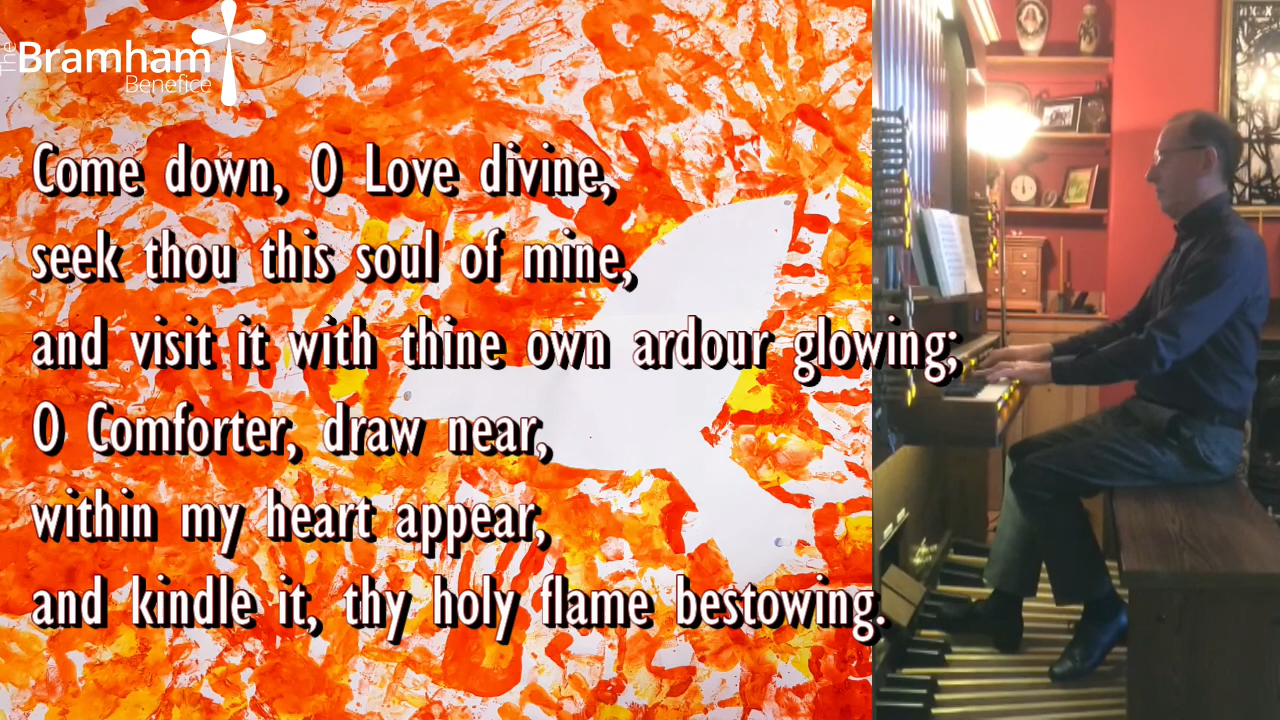 The
Bramham
Benefice
Come down, O Love divine,
seek thou this soul of mine,
and visit it with thine own ardour glowing;
O Comforter, draw near,
within my heart appear,
and kindle it, thy holy flame bestowing.